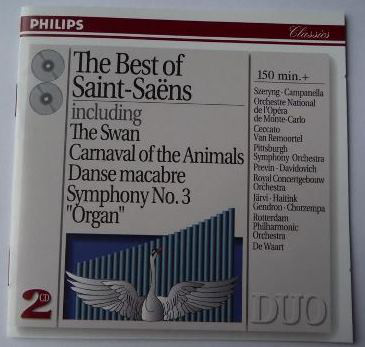 PHILIPS
Classics
The Best of
Saint-Saëns
including
The Swan
Carnaval of the Animals
Danse macabre
Symphony No. 3
"Organ"
150 min.+
Szeryng · Campanella
Orchestre National
de l'Opéra
de Monte-Carlo
Ceccato
Van Remoortel
Pittsburgh
Symphony Orchestra
Previn · Davidovich
Royal Concertgebouw
Orchestra
Järvi · Haitink
Gendron · Chorzempa
Rotterdam
Philharmonic
Orchestra
De Waart
2 CD
DUO